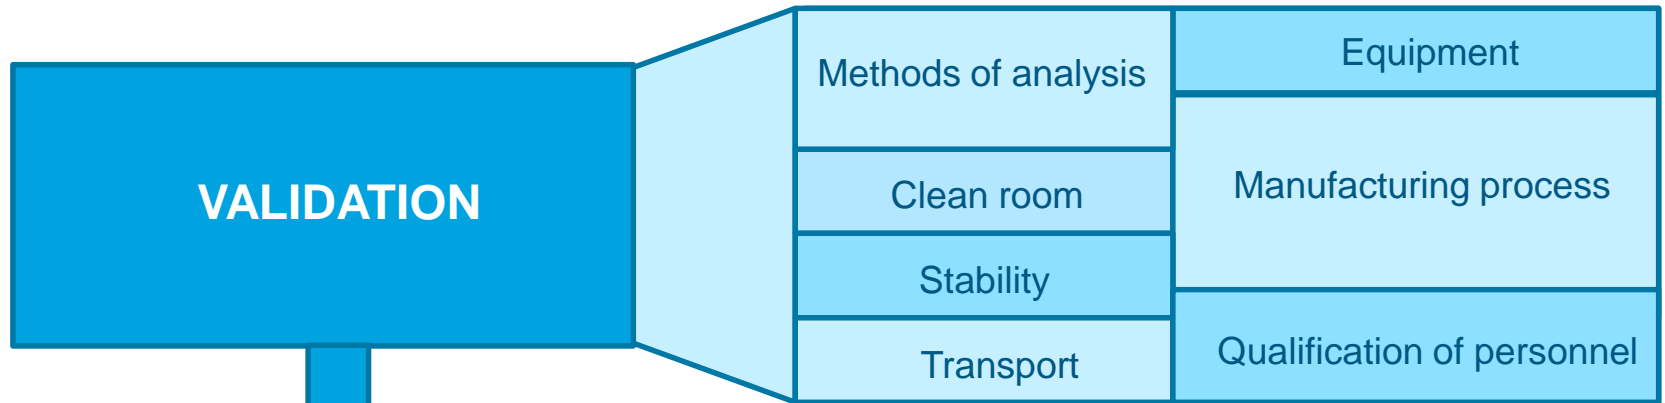 VALIDATION
Methods of analysis
Clean room
Stability
Transport
Equipment
Manufacturing process
Qualification of personnel